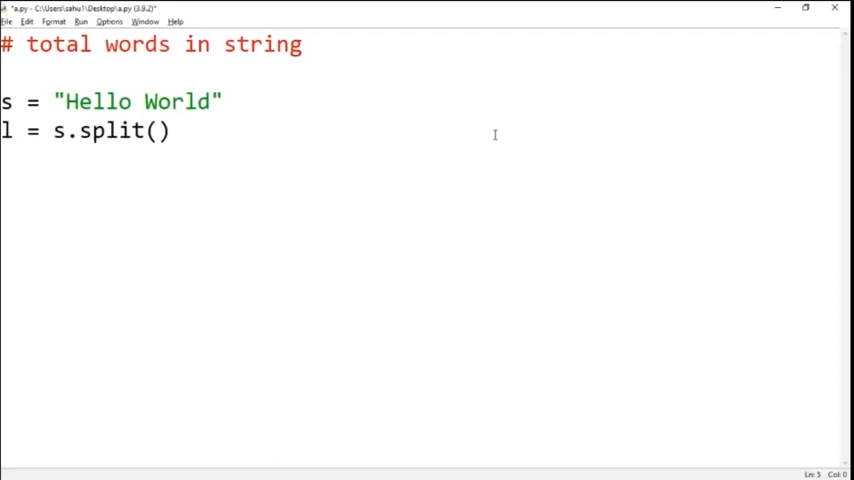 *a.py - C:\Users\sahu1\Desktop\a.py (3.9.2)*
File Edit Format Run Options Window Help
# total words in string
s = "Hello World"
l = s.split()
Ln: 5 Col: 0